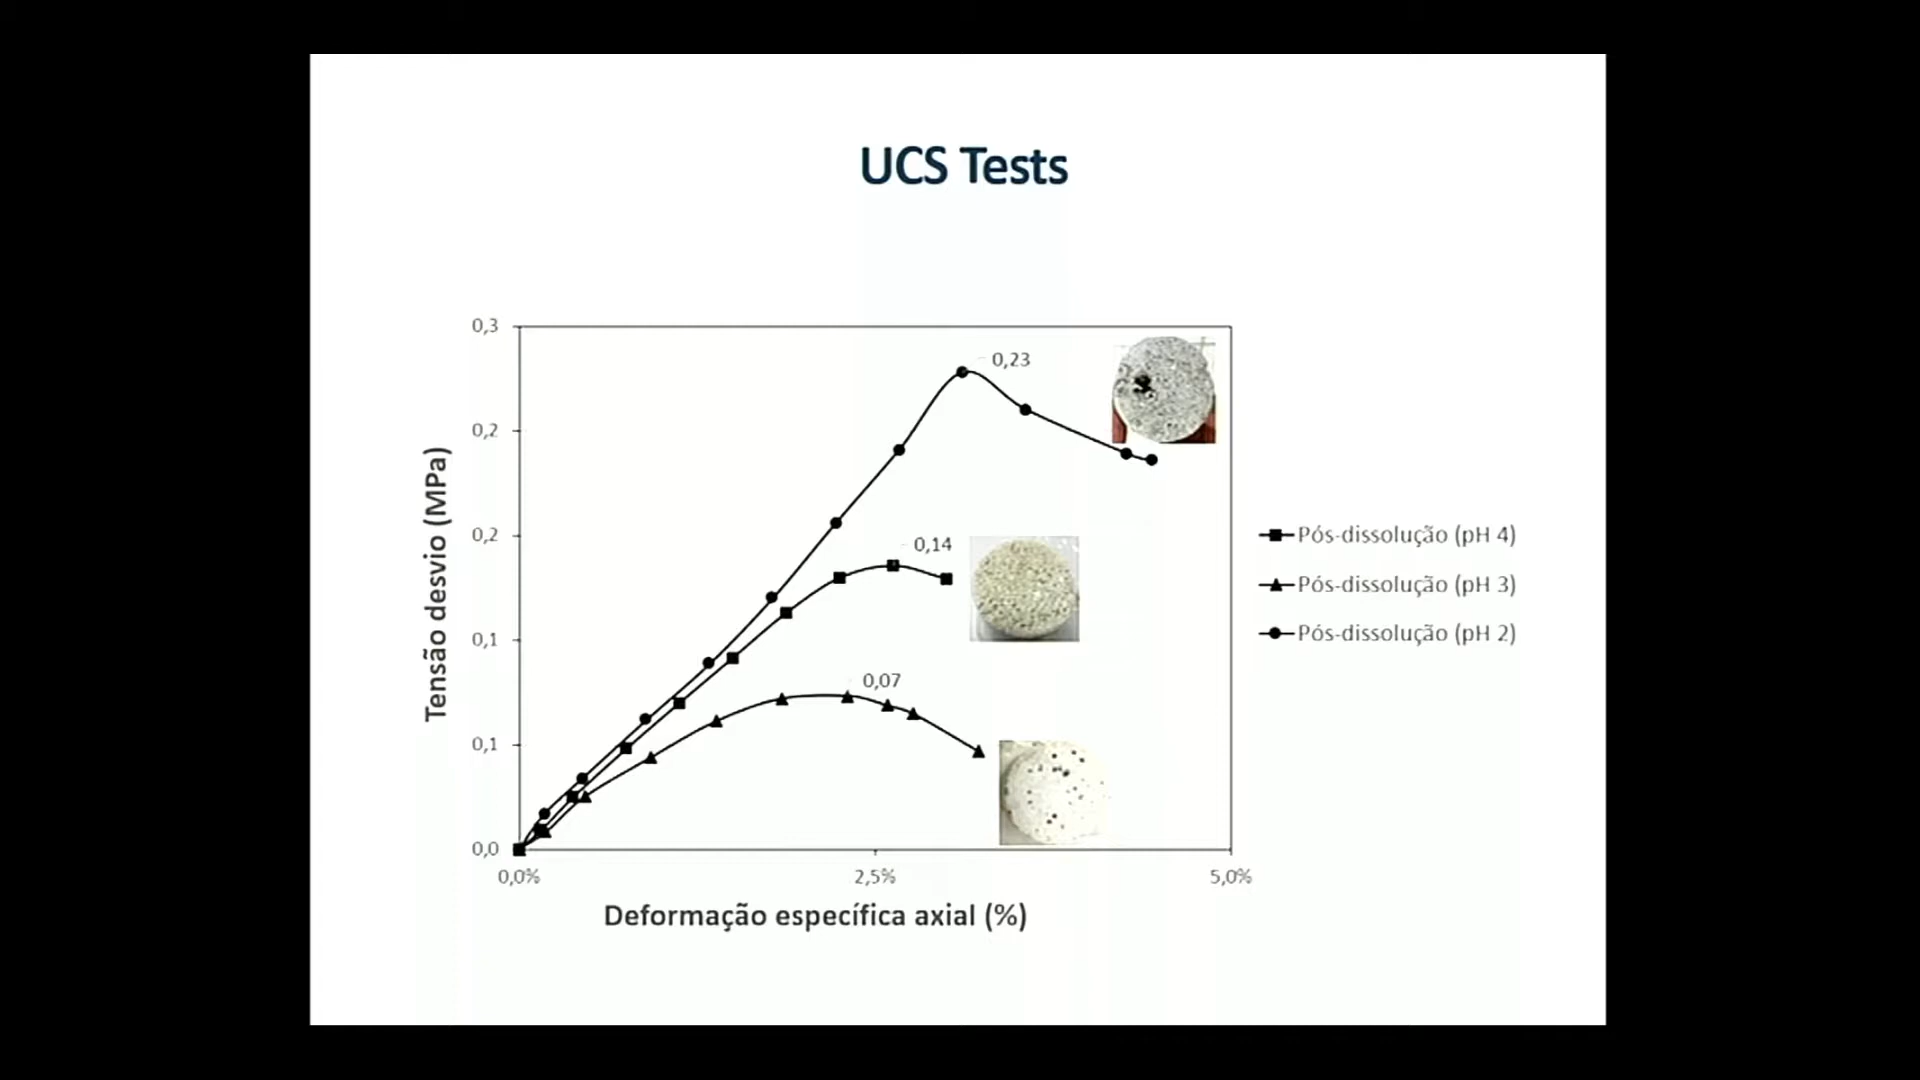 UCS Tests
0,3
0,23
0,2
0,2
0,14
0,1
0,07
0,1
0,0
0,0%
2,5%
5,0%
Tensão desvio (MPa)
Deformação específica axial (%)
Pós-dissolução (pH 4)
Pós-dissolução (pH 3)
Pós-dissolução (pH 2)